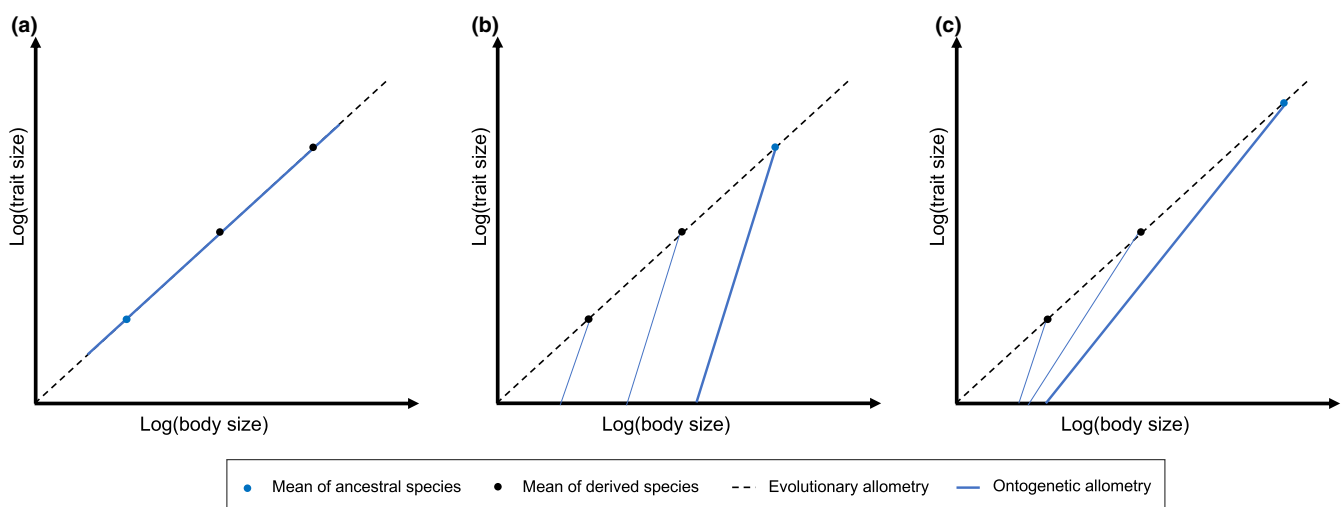 (a)
(b)
(c)
Log(trait size)
Log(trait size)
Log(trait size)
Log(body size)
Log(body size)
Log(body size)
Mean of ancestral species
Mean of derived species
Evolutionary allometry
Ontogenetic allometry